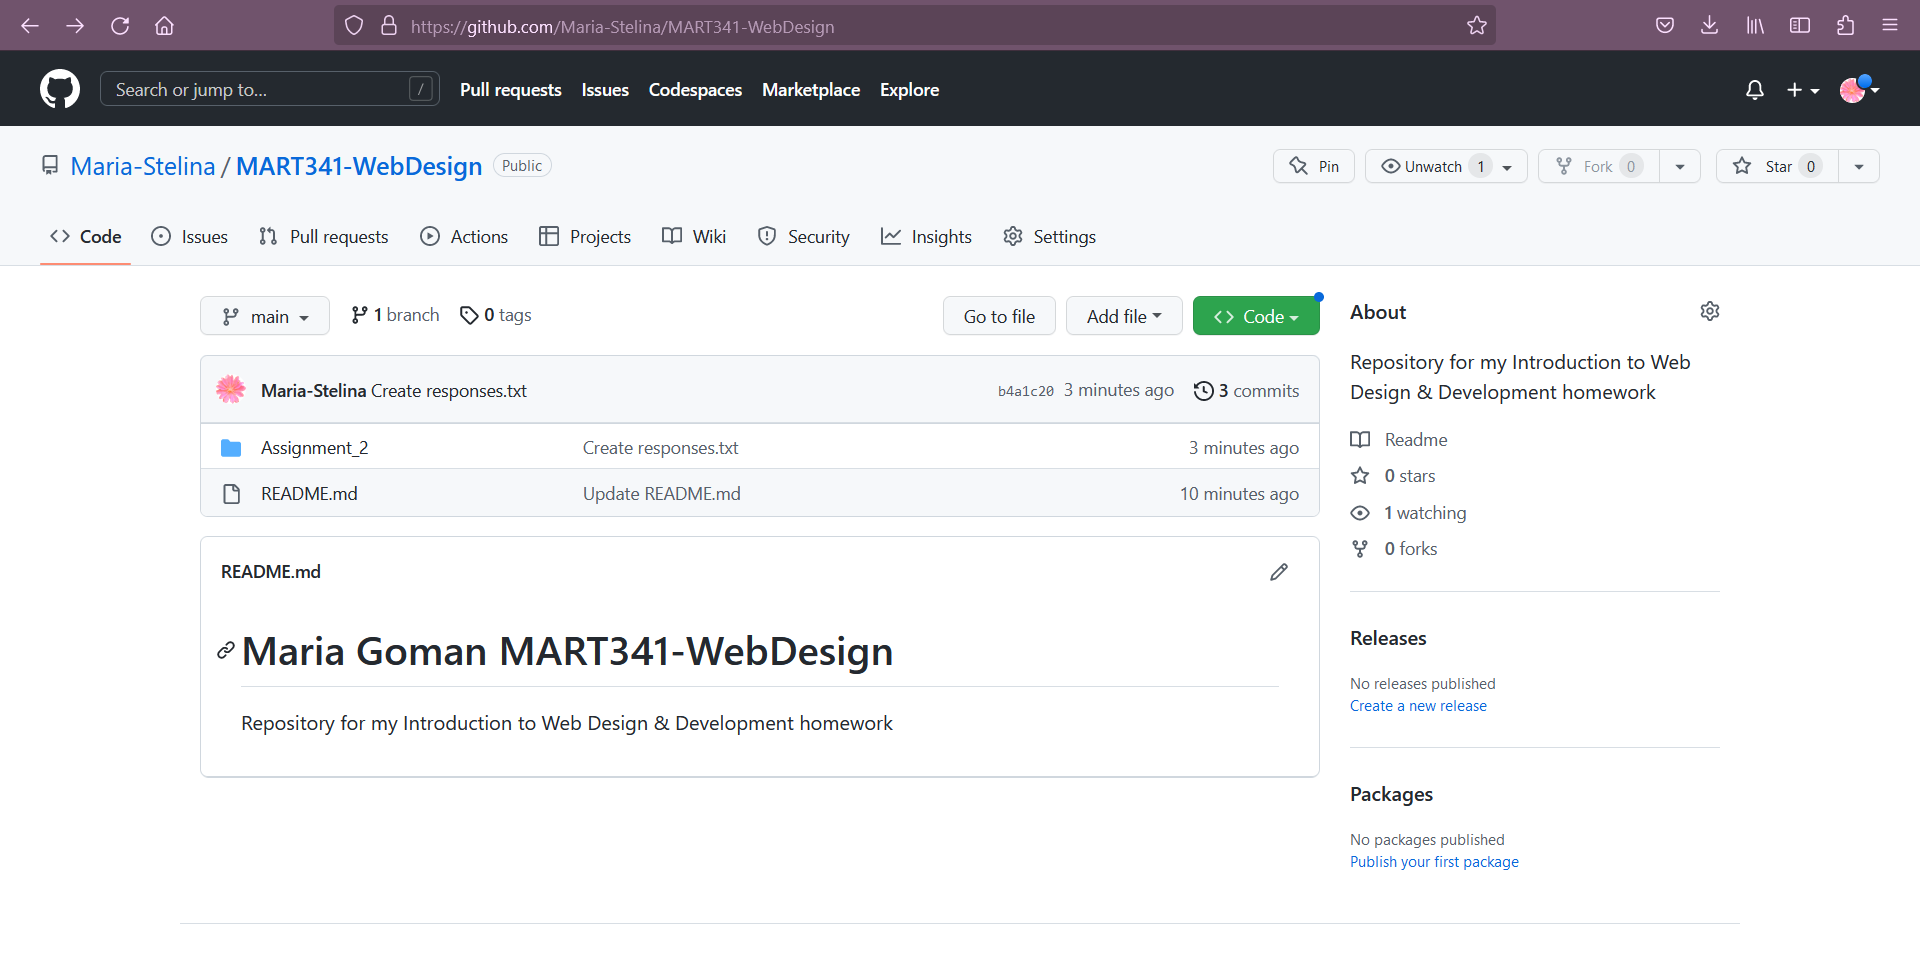 https://github.com/Maria-Stelina/MART341-WebDesign
Search or jump to... / Pull requests Issues Codespaces Marketplace Explore
Maria-Stelina / MART341-WebDesign Public Pin Unwatch 1 Fork 0 Star 0
Code Issues Pull requests Actions Projects Wiki Security Insights Settings
main 1 branch 0 tags Go to file Add file Code
Maria-Stelina Create responses.txt b4a1c20 3 minutes ago 3 commits
Assignment_2 Create responses.txt 3 minutes ago
README.md Update README.md 10 minutes ago
README.md
Maria Goman MART341-WebDesign
Repository for my Introduction to Web Design & Development homework
About
Repository for my Introduction to Web
Design & Development homework
Readme
0 stars
1 watching
0 forks
Releases
No releases published
Create a new release
Packages
No packages published
Publish your first package